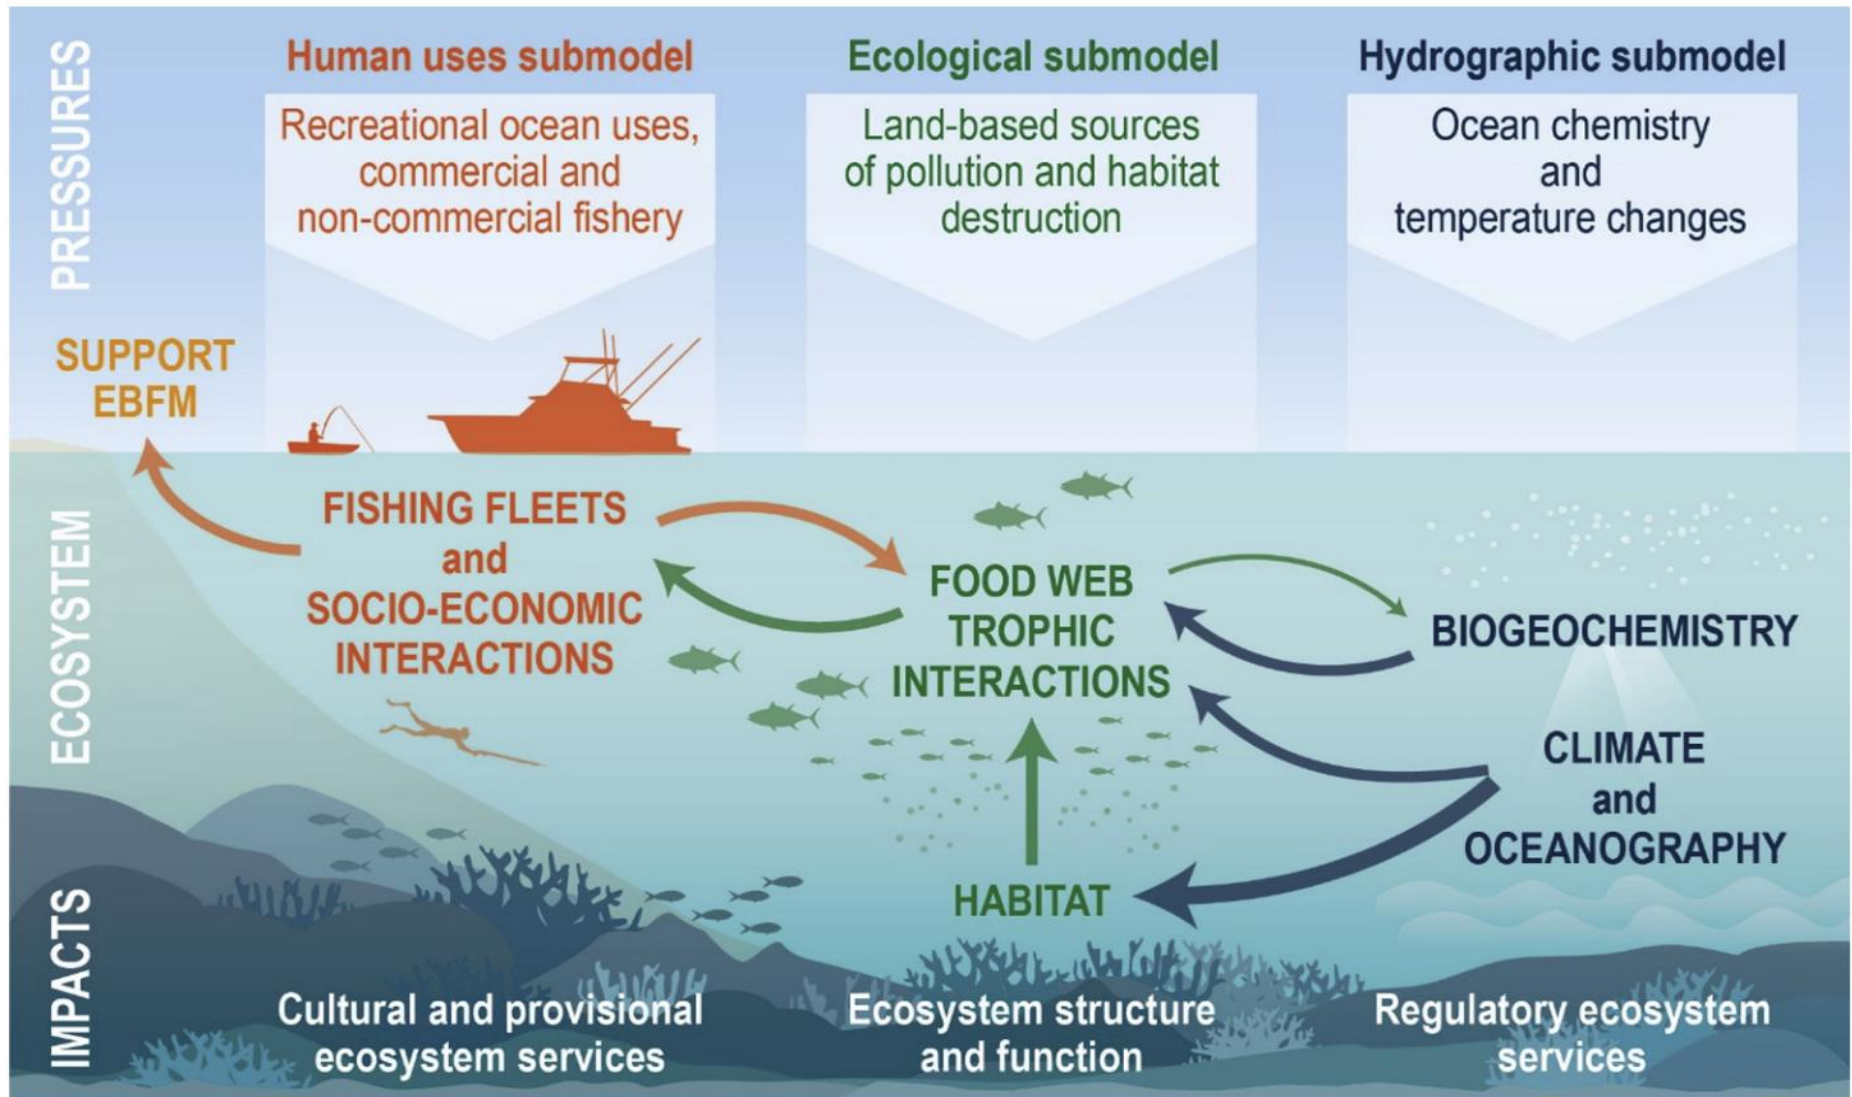 PRESSURES
Human uses submodel
Recreational ocean uses,
commercial and
non-commercial fishery
Ecological submodel
Land-based sources
of pollution and habitat
destruction
Hydrographic submodel
Ocean chemistry
and
temperature changes
SUPPORT
EBFM
ECOSYSTEM
FISHING FLEETS
and
SOCIO-ECONOMIC
INTERACTIONS
FOOD WEB
TROPHIC
INTERACTIONS
BIOGEOCHEMISTRY
CLIMATE
and
OCEANOGRAPHY
HABITAT
IMPACTS
Cultural and provisional
ecosystem services
Ecosystem structure
and function
Regulatory ecosystem
services